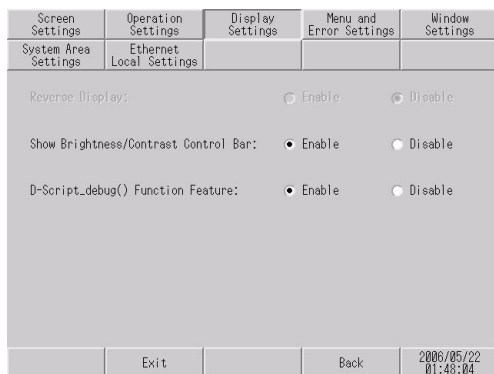 Screen Settings
Operation Settings
Display Settings
Menu and Error Settings
Window Settings
System Area Settings
Ethernet Local Settings
Reverse Display: Enable Disable
Show Brightness/Contrast Control Bar: Enable Disable
D-Script_debug() Function Feature: Enable Disable
Exit
Back
2006/05/22
01:48:04